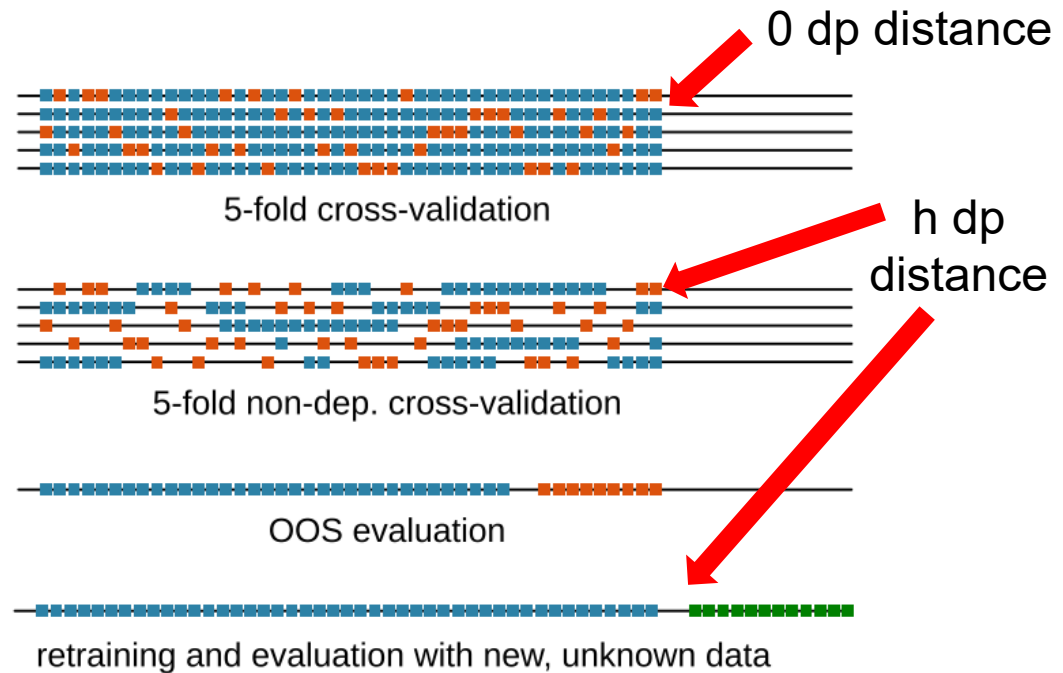 0 dp distance
5-fold cross-validation
h dp
distance
5-fold non-dep. cross-validation
OOS evaluation
retraining and evaluation with new, unknown data